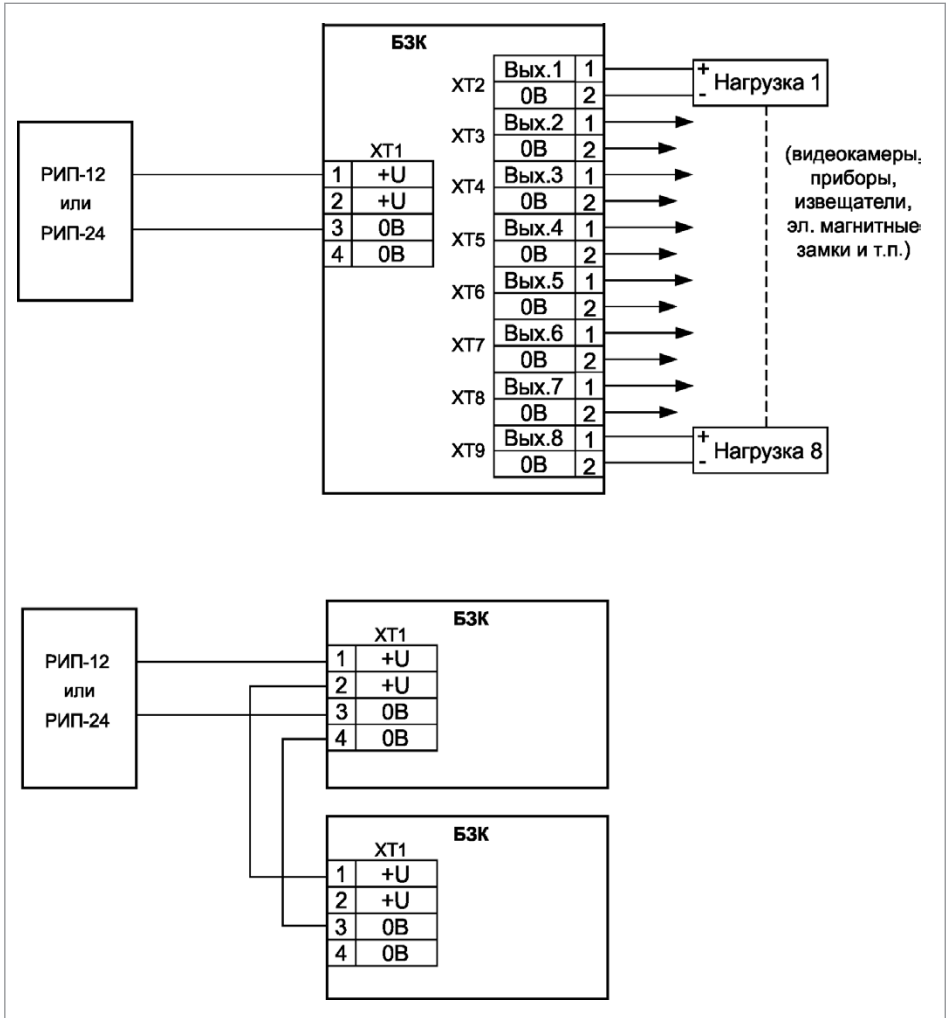 БЗК
РИП-12
или
РИП-24
XT1
1 +U
2 +U
3 0В
4 0В
XT2
Вых.1 1
0В 2
XT3
Вых.2 1
0В 2
XT4
Вых.3 1
0В 2
XT5
Вых.4 1
0В 2
XT6
Вых.5 1
0В 2
XT7
Вых.6 1
0В 2
XT8
Вых.7 1
0В 2
XT9
Вых.8 1
0В 2
+
- Нагрузка 1
(видеокамеры,
приборы,
извещатели,
эл. магнитные
замки и т.п.)
+
- Нагрузка 8
РИП-12
или
РИП-24
БЗК
XT1
1 +U
2 +U
3 0В
4 0В
БЗК
XT1
1 +U
2 +U
3 0В
4 0В